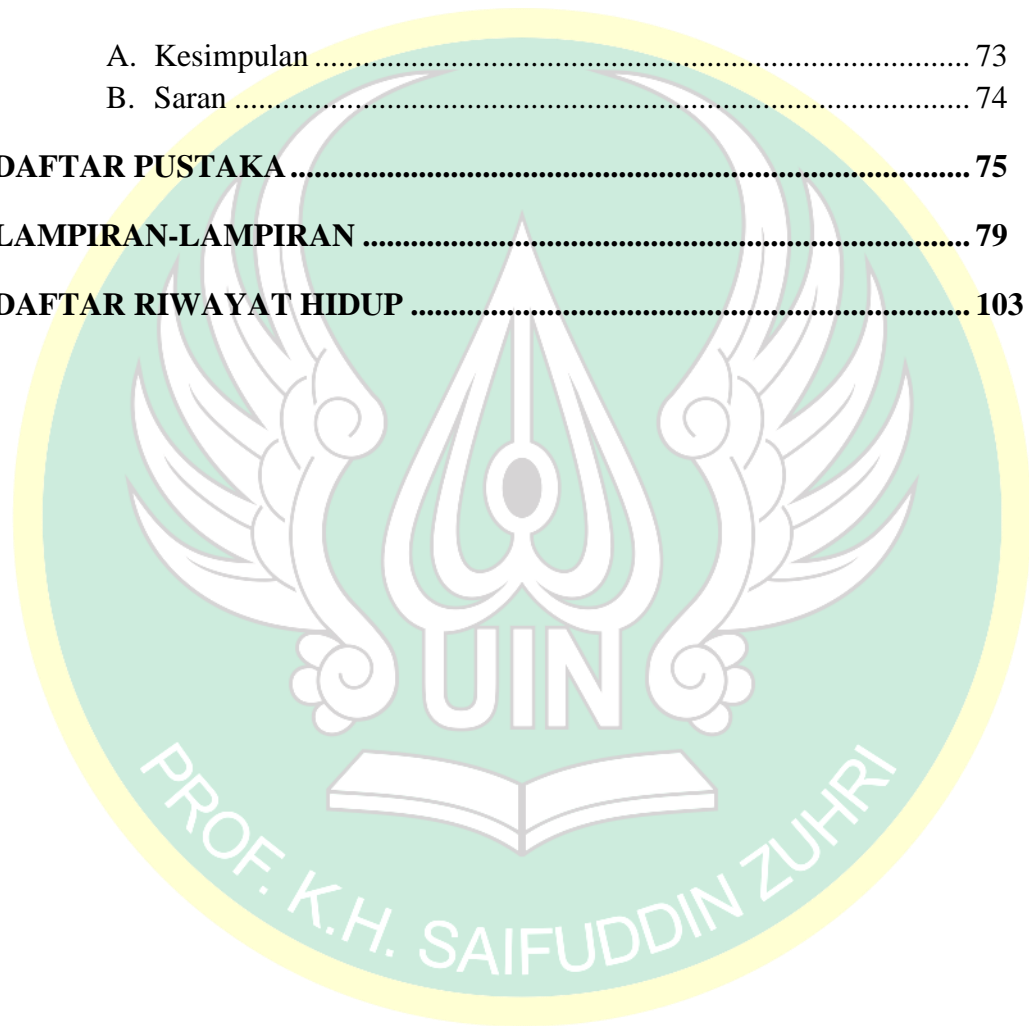 A. Kesimpulan .................................................................................. 73
B. Saran ............................................................................................ 74
DAFTAR PUSTAKA..................................................................................... 75
LAMPIRAN-LAMPIRAN ............................................................................ 79
DAFTAR RIWAYAT HIDUP ...................................................................... 103
UIN
PROF. K.H. SAIFUDDIN ZUHRI